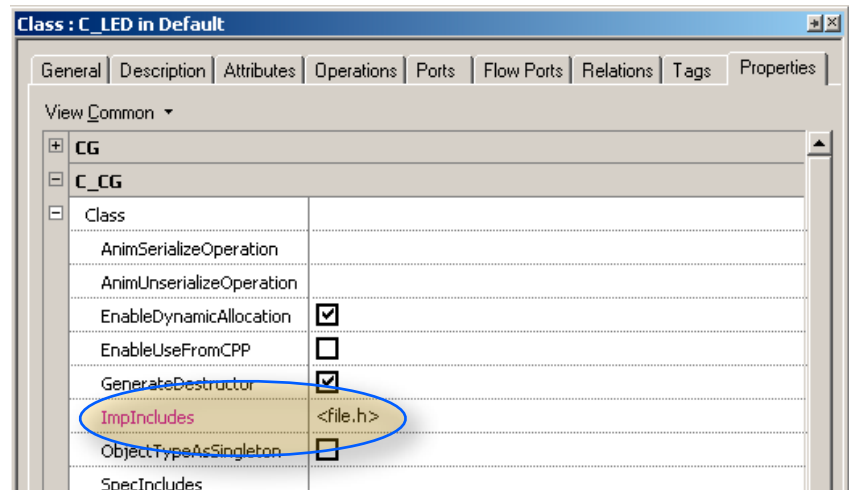 Class : C_LED in Default
General Description Attributes Operations Ports Flow Ports Relations Tags Properties
View Common
CG
C_CG
Class
AnimSerializeOperation
AnimUnserializeOperation
EnableDynamicAllocation
EnableUseFromCPP
GenerateDestructor
ImpIncludes <file.h>
ObjectTypeAsSingleton
SpecIncludes